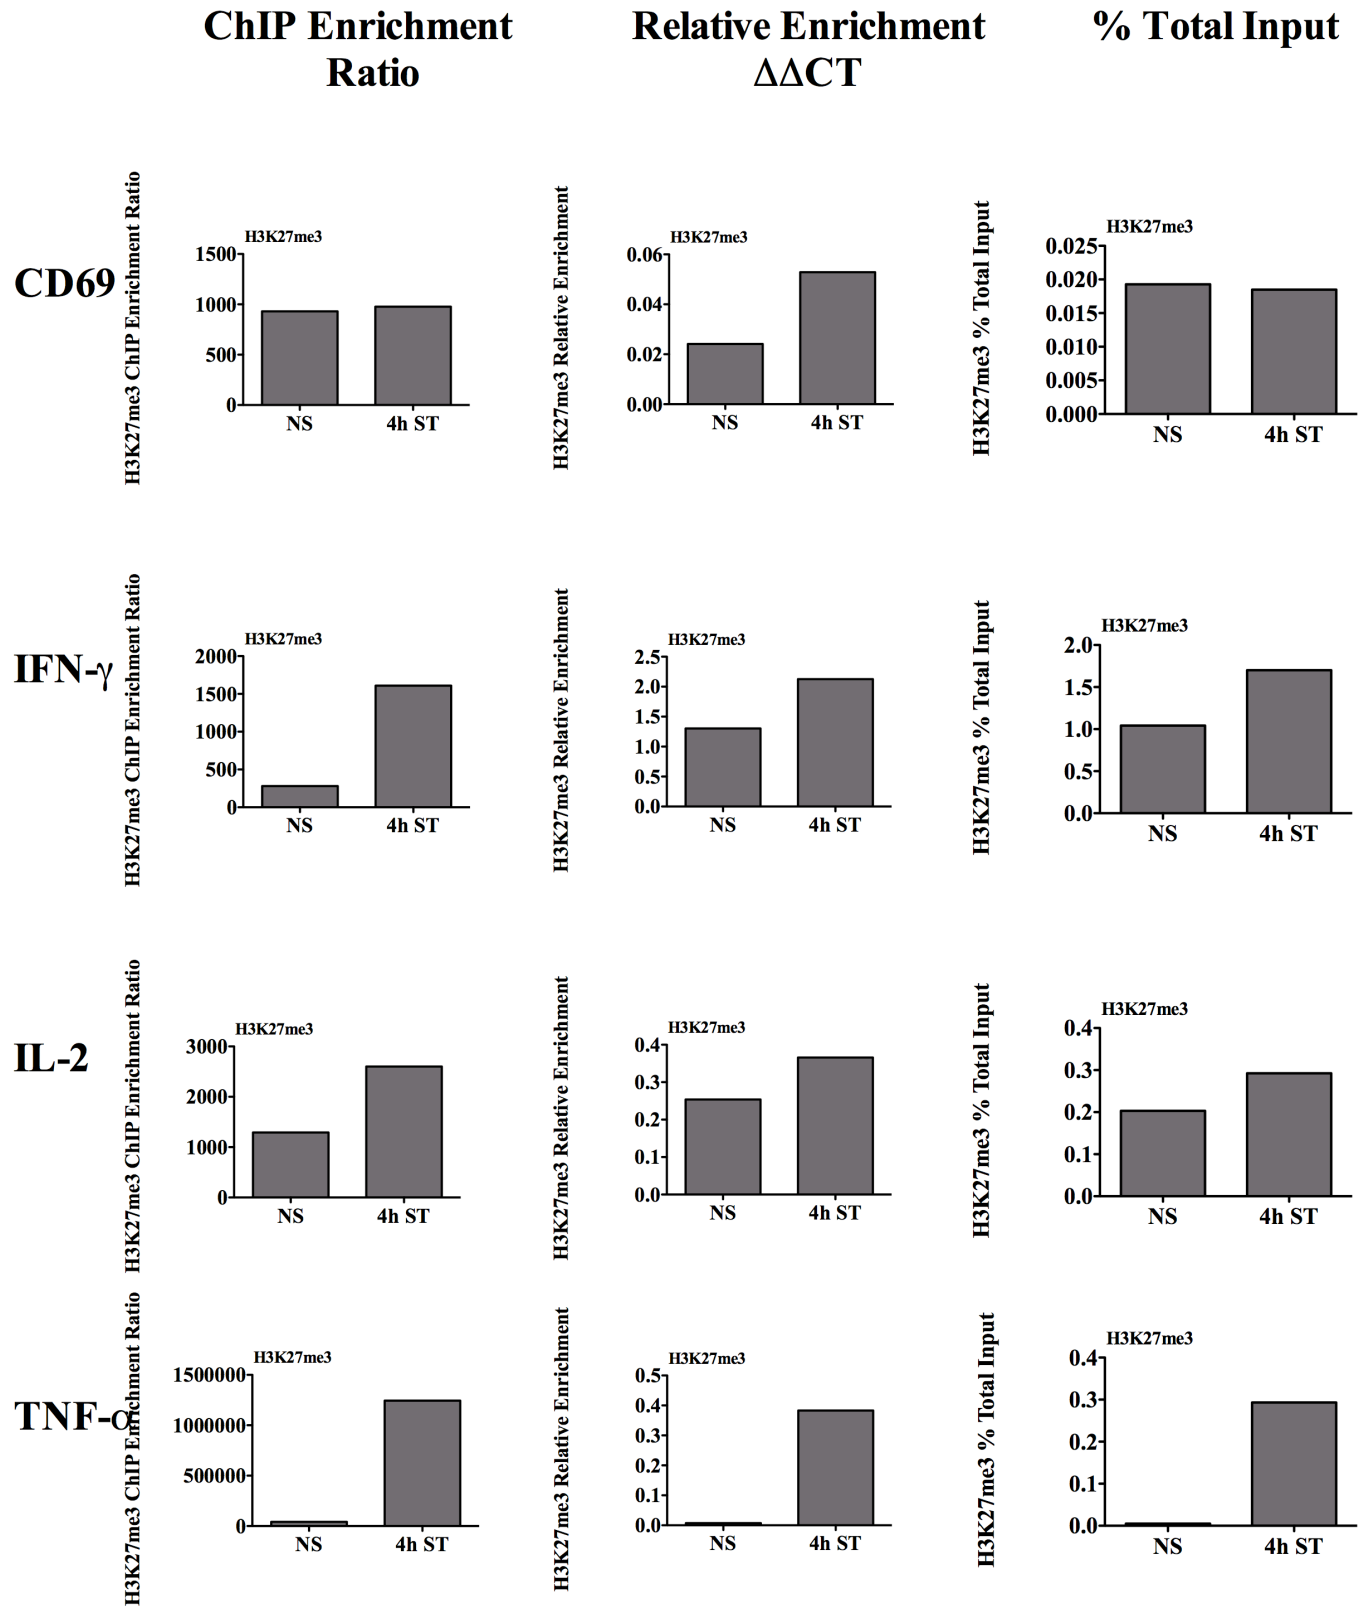 ChIP Enrichment
Ratio
Relative Enrichment
ΔΔCT
% Total Input
CD69
H3K27me3 ChIP Enrichment Ratio
H3K27me3
1500
1000
500
0
NS
4h ST
H3K27me3 Relative Enrichment
H3K27me3
0.06
0.04
0.02
0.00
NS
4h ST
H3K27me3 % Total Input
H3K27me3
0.025
0.020
0.015
0.010
0.005
0.000
NS
4h ST
IFN-γ
H3K27me3 ChIP Enrichment Ratio
H3K27me3
2000
1500
1000
500
0
NS
4h ST
H3K27me3 Relative Enrichment
H3K27me3
2.5
2.0
1.5
1.0
0.5
0.0
NS
4h ST
H3K27me3 % Total Input
H3K27me3
2.0
1.5
1.0
0.5
0.0
NS
4h ST
IL-2
H3K27me3 ChIP Enrichment Ratio
H3K27me3
3000
2000
1000
0
NS
4h ST
H3K27me3 Relative Enrichment
H3K27me3
0.4
0.3
0.2
0.1
0.0
NS
4h ST
H3K27me3 % Total Input
H3K27me3
0.4
0.3
0.2
0.1
0.0
NS
4h ST
TNF-α
H3K27me3 ChIP Enrichment Ratio
H3K27me3
1500000
1000000
500000
0
NS
4h ST
H3K27me3 Relative Enrichment
H3K27me3
0.5
0.4
0.3
0.2
0.1
0.0
NS
4h ST
H3K27me3 % Total Input
H3K27me3
0.4
0.3
0.2
0.1
0.0
NS
4h ST